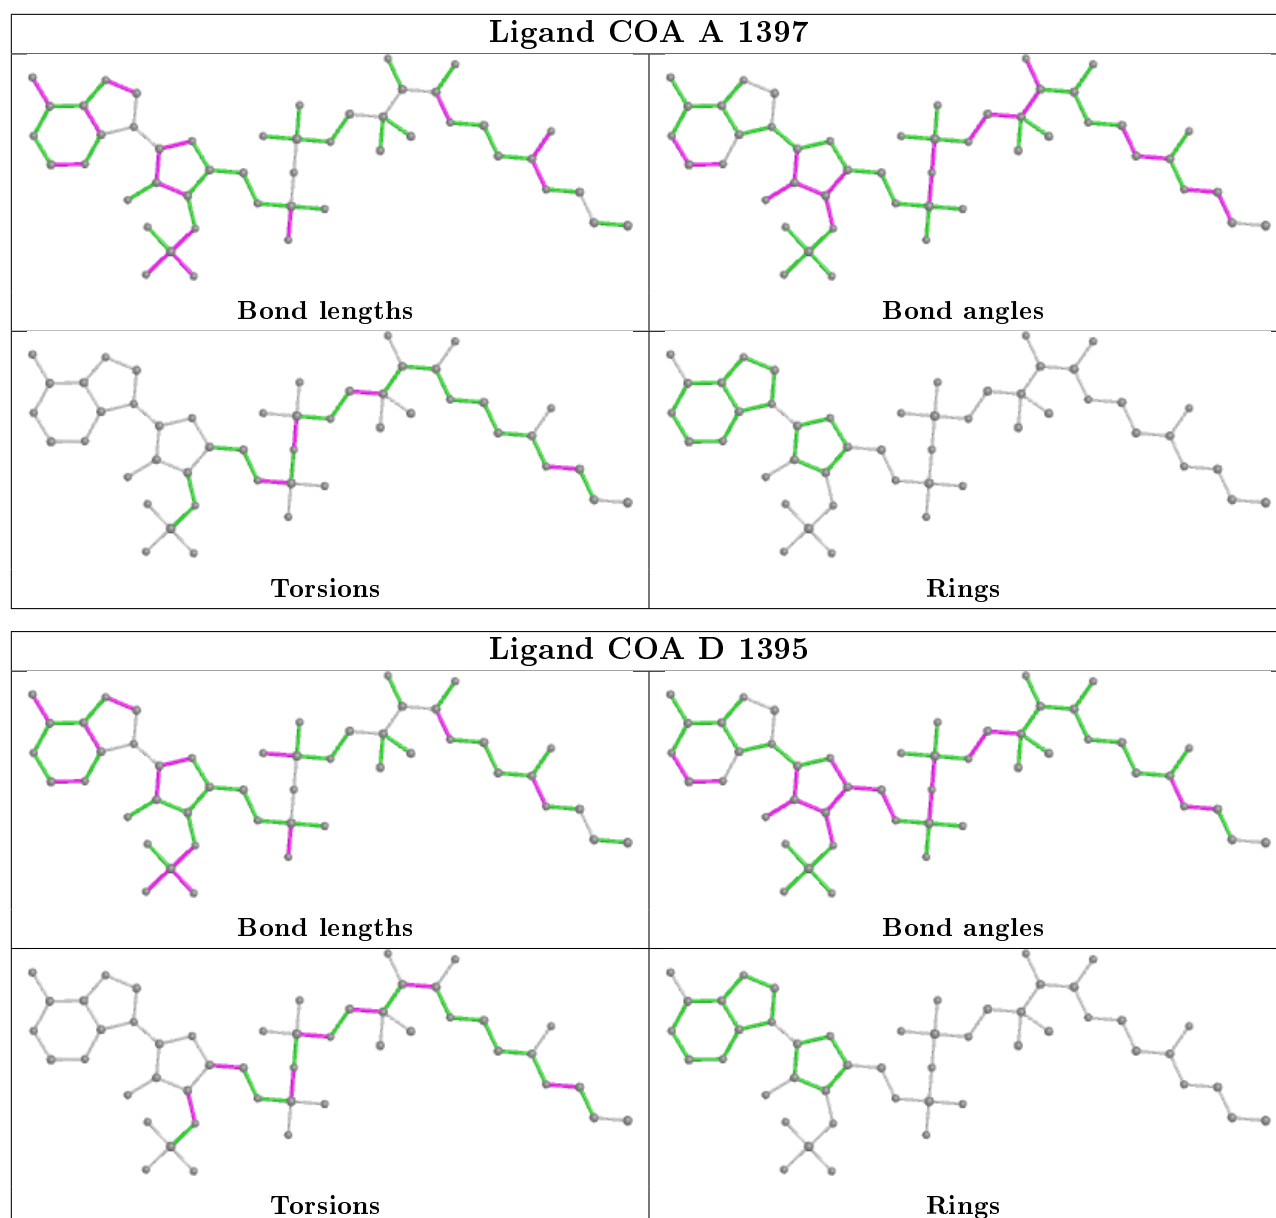 Ligand COA A 1397
Bond lengths
Bond angles
Torsions
Rings
Ligand COA D 1395
Bond lengths
Bond angles
Torsions
Rings